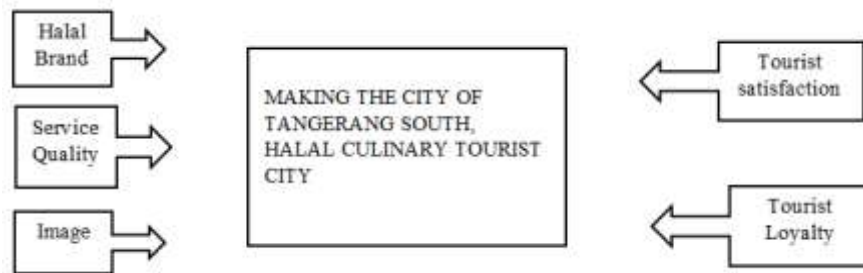 Halal
Brand
Service
Quality
Image
MAKING THE CITY OF
TANGERANG SOUTH,
HALAL CULINARY TOURIST
CITY
Tourist
satisfaction
Tourist
Loyalty